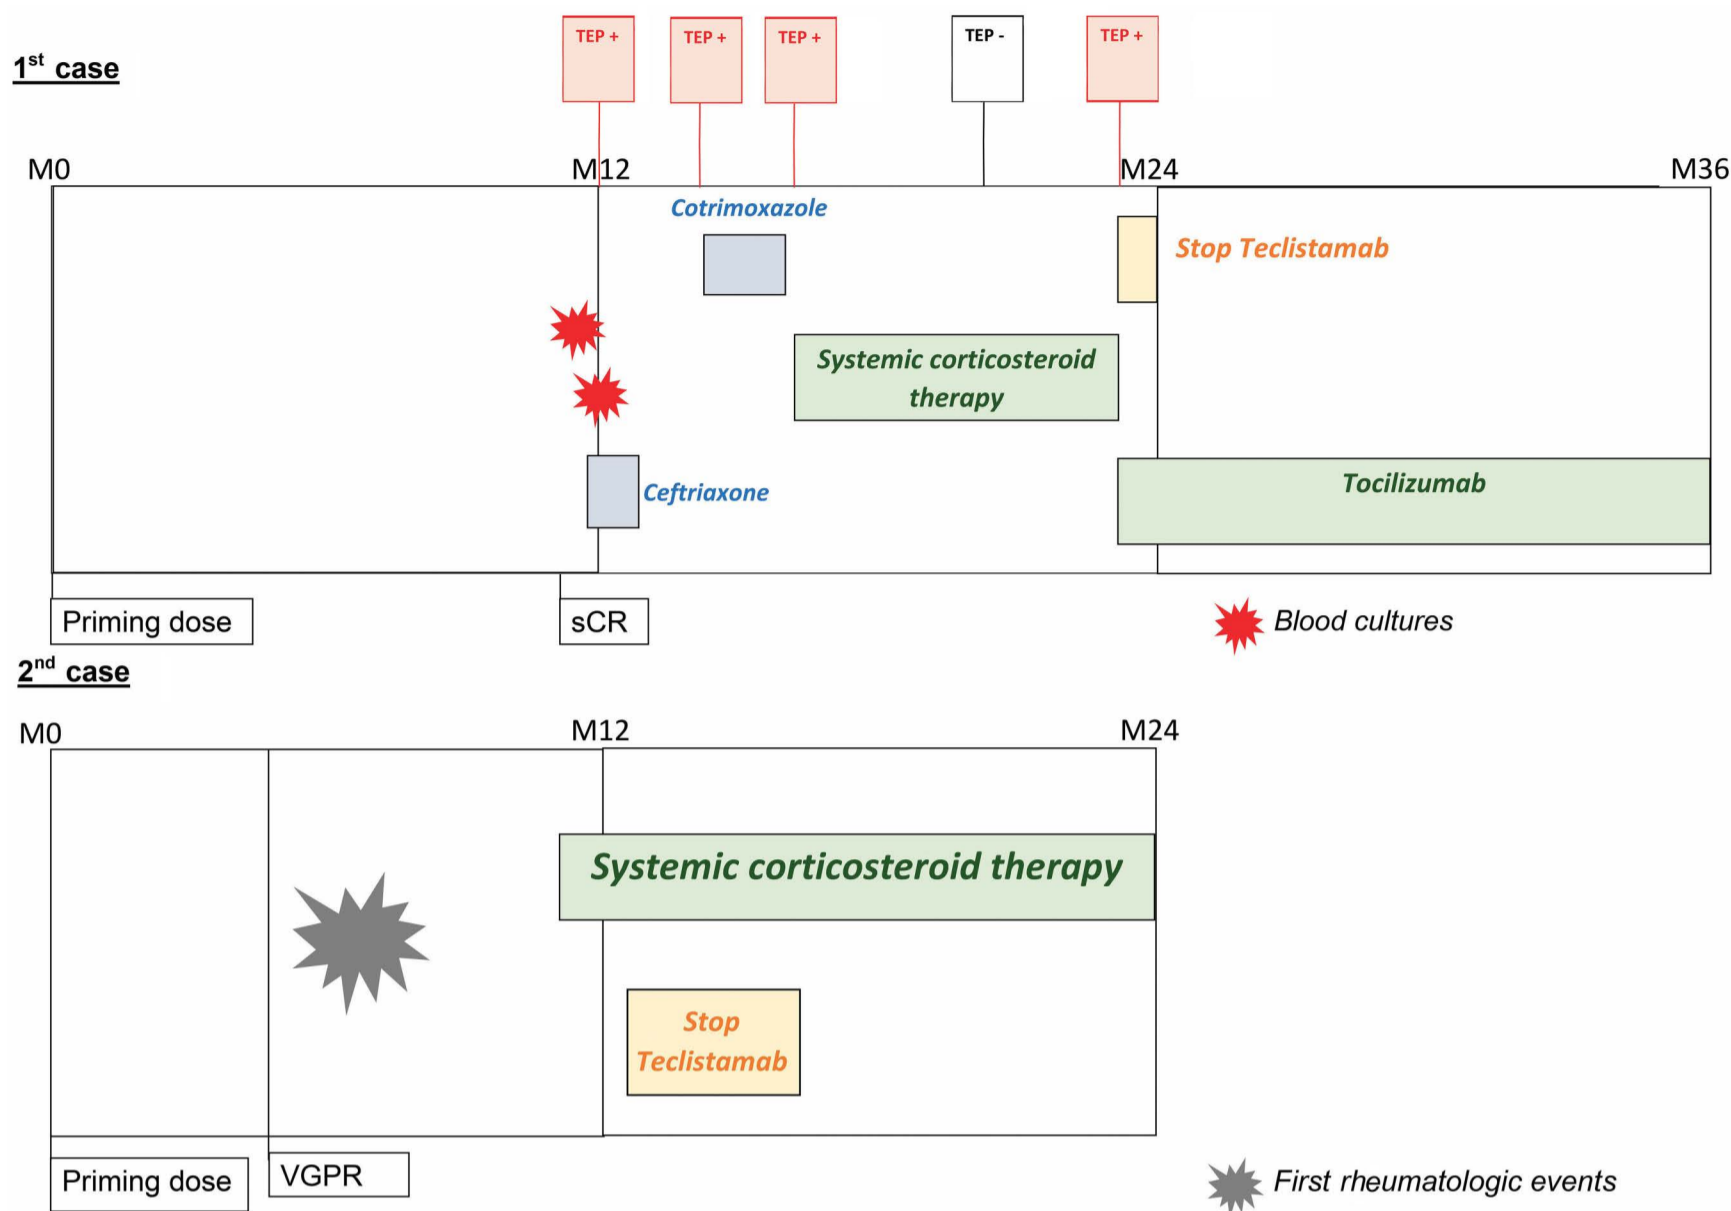 TEP +
TEP +
TEP +
TEP -
TEP +
1st case
M0
M12
M24
M36
Cotrimoxazole
Stop Teclistamab
Systemic corticosteroid
therapy
Ceftriaxone
Tocilizumab
Priming dose
sCR
Blood cultures
2nd case
M0
M12
M24
Systemic corticosteroid therapy
Stop
Teclistamab
Priming dose
VGPR
First rheumatologic events